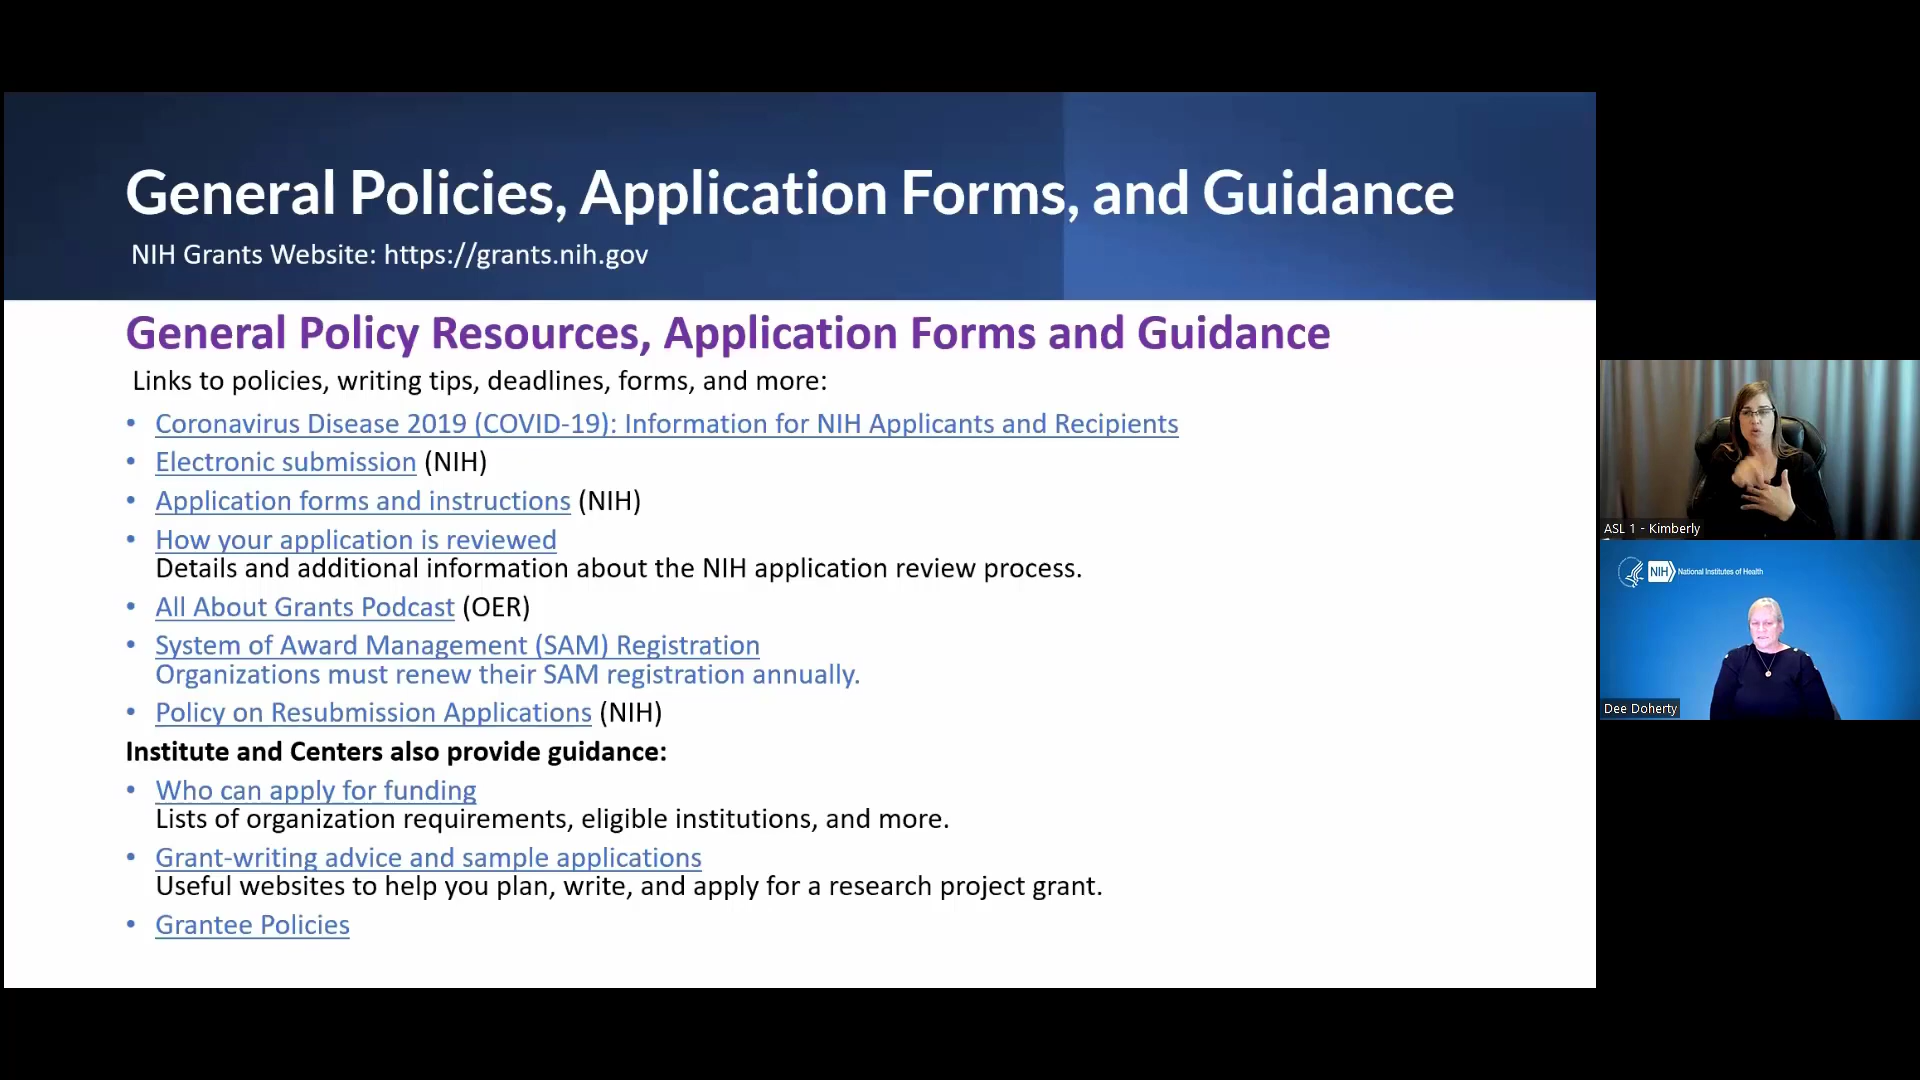 General Policies, Application Forms, and Guidance
NIH Grants Website: https://grants.nih.gov
General Policy Resources, Application Forms and Guidance
Links to policies, writing tips, deadlines, forms, and more:
• Coronavirus Disease 2019 (COVID-19): Information for NIH Applicants and Recipients
• Electronic submission (NIH)
• Application forms and instructions (NIH)
• How your application is reviewed
Details and additional information about the NIH application review process.
• All About Grants Podcast (OER)
• System of Award Management (SAM) Registration
Organizations must renew their SAM registration annually.
• Policy on Resubmission Applications (NIH)
Institute and Centers also provide guidance:
• Who can apply for funding
Lists of organization requirements, eligible institutions, and more.
• Grant-writing advice and sample applications
Useful websites to help you plan, write, and apply for a research project grant.
• Grantee Policies
ASL 1 - Kimberly
NIH National Institutes of Health
Dee Doherty